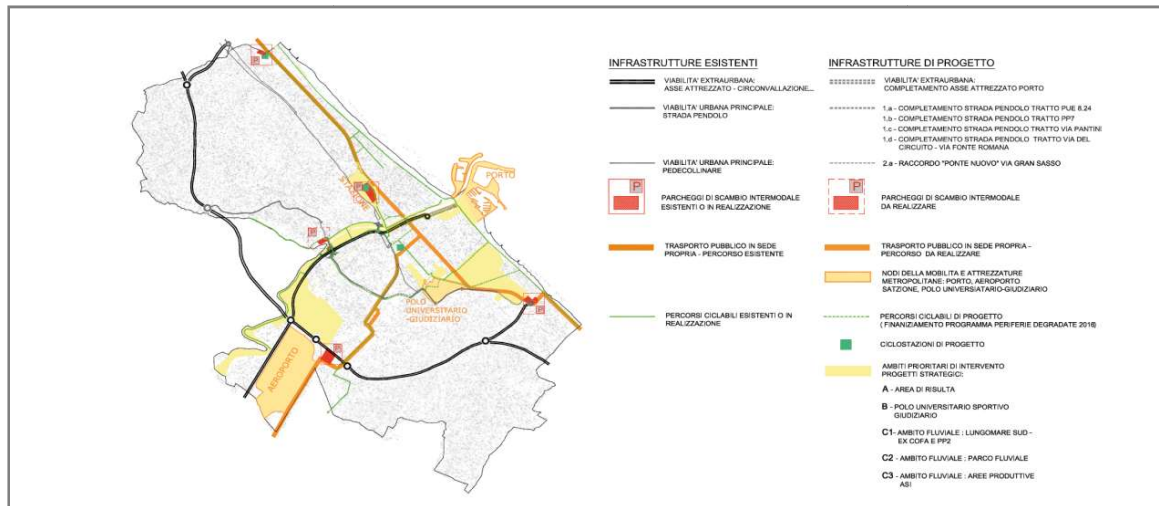 PORTO
STAZIONE
POLO
UNIVERSITARIO
-GIUDIZIARIO
AEROPORTO
P
P
P
P
P
INFRASTRUTTURE ESISTENTI
VIABILITA' EXTRAURBANA:
ASSE ATTREZZATO - CIRCONVALLAZIONE...
VIABILITA' URBANA PRINCIPALE:
STRADA PENDOLO
VIABILITA' URBANA PRINCIPALE:
PEDECOLLINARE
P
PARCHEGGI DI SCAMBIO INTERMODALE
ESISTENTI O IN REALIZZAZIONE
TRASPORTO PUBBLICO IN SEDE
PROPRIA - PERCORSO ESISTENTE
PERCORSI CICLABILI ESISTENTI O IN
REALIZZAZIONE
INFRASTRUTTURE DI PROGETTO
VIABILITA' EXTRAURBANA:
COMPLETAMENTO ASSE ATTREZZATO PORTO
1.a - COMPLETAMENTO STRADA PENDOLO TRATTO PUE 8.24
1.b - COMPLETAMENTO STRADA PENDOLO TRATTO PP7
1.c - COMPLETAMENTO STRADA PENDOLO TRATTO VIA PANTINI
1.d - COMPLETAMENTO STRADA PENDOLO TRATTO VIA DEL
CIRCUITO - VIA FONTE ROMANA
2.a - RACCORDO "PONTE NUOVO" VIA GRAN SASSO
P
PARCHEGGI DI SCAMBIO INTERMODALE
DA REALIZZARE
TRASPORTO PUBBLICO IN SEDE PROPRIA -
PERCORSO DA REALIZZARE
NODI DELLA MOBILITA E ATTREZZATURE
METROPOLITANE: PORTO, AEROPORTO
SATZIONE, POLO UNIVERSIATARIO-GIUDIZIARIO
PERCORSI CICLABILI DI PROGETTO
( FINANZIAMENTO PROGRAMMA PERIFERIE DEGRADATE 2016)
CICLOSTAZIONI DI PROGETTO
AMBITI PRIORITARI DI INTERVENTO
PROGETTI STRATEGICI:
A - AREA DI RISULTA
B - POLO UNIVERSITARIO SPORTIVO
GIUDIZIARIO
C1- AMBITO FLUVIALE : LUNGOMARE SUD -
EX COFA E PP2
C2 - AMBITO FLUVIALE : PARCO FLUVIALE
C3 - AMBITO FLUVIALE : AREE PRODUTTIVE
ASI